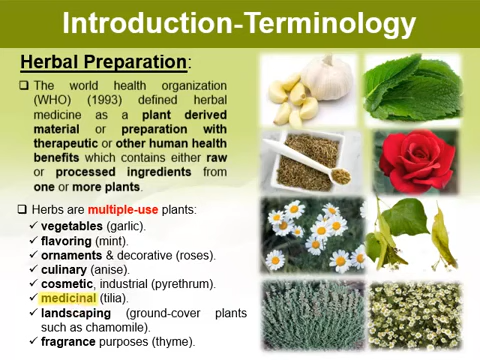 Introduction-Terminology
Herbal Preparation:
❑ The world health organization
(WHO) (1993) defined herbal
medicine as a plant derived
material or preparation with
therapeutic or other human health
benefits which contains either raw
or processed ingredients from
one or more plants.
❑ Herbs are multiple-use plants:
✓ vegetables (garlic).
✓ flavoring (mint).
✓ ornaments & decorative (roses).
✓ culinary (anise).
✓ cosmetic, industrial (pyrethrum).
✓ medicinal (tilia).
✓ landscaping (ground-cover plants
such as chamomile).
✓ fragrance purposes (thyme).